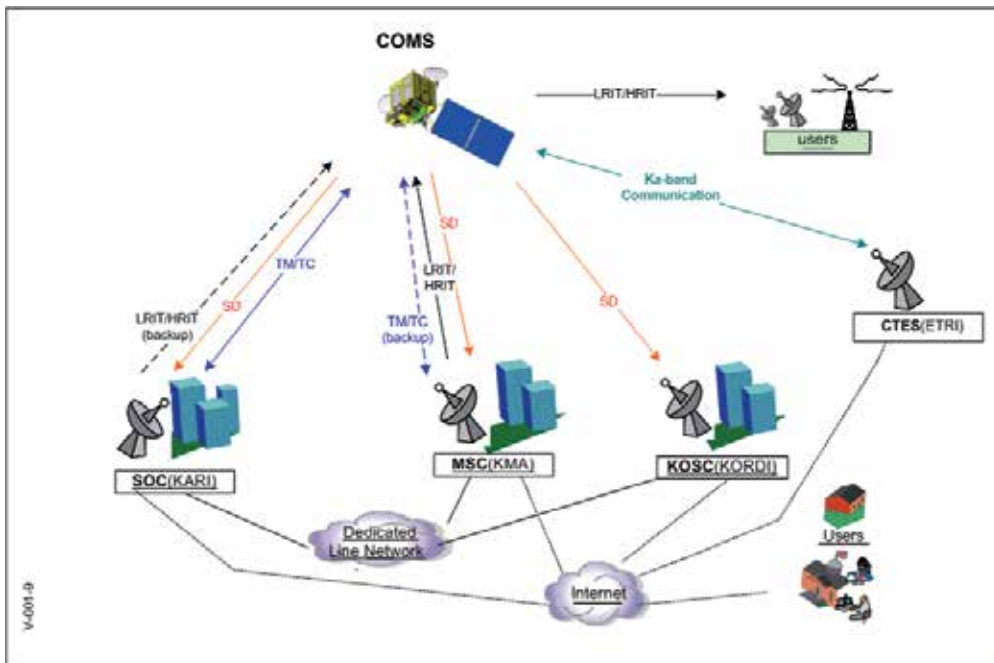 COMS
LRIT/HRIT
users
Ka-band
Communication
SD
LRIT/
HRIT
TM/TC
SD
LRIT/HRIT
(backup)
TM/TC
(backup)
SD
CTES(ETRI)
SOC(KARI)
MSC(KMA)
KOSC(KORDI)
Dedicated
Line Network
Users
Internet
V-001-9